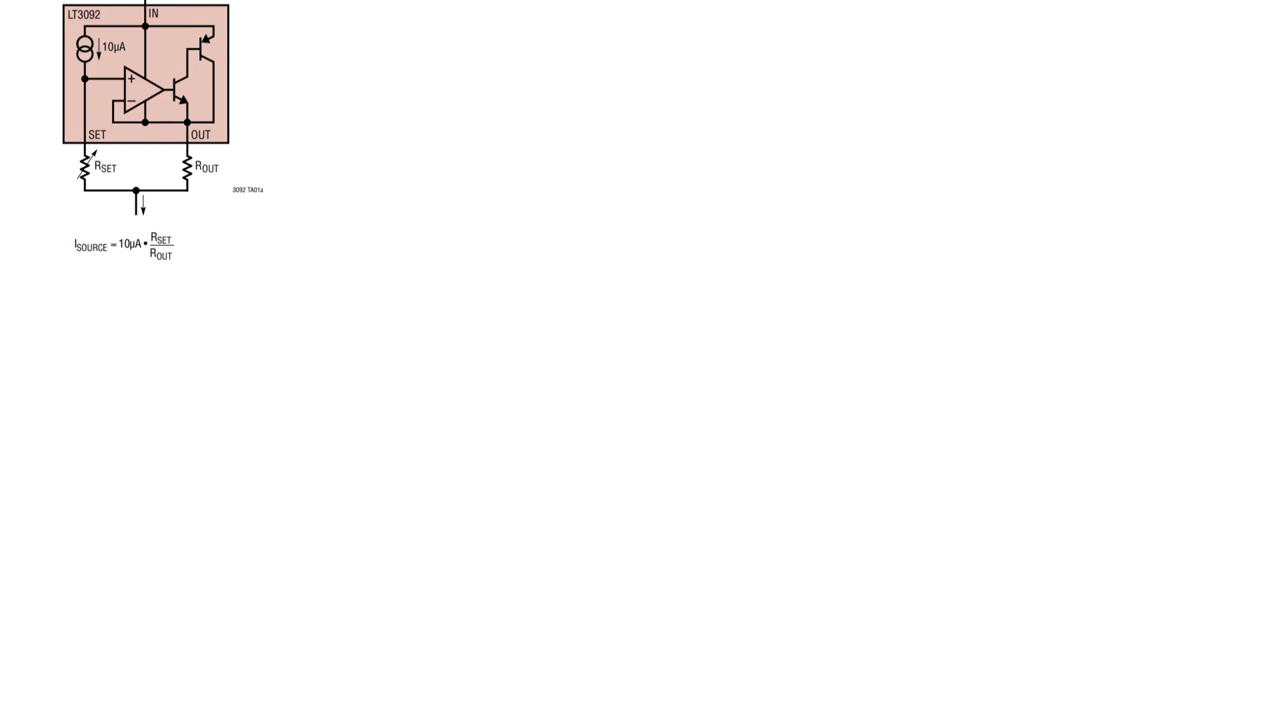 LT3092
IN
10µA
+
–
SET
OUT
RSET
ROUT
3092 TA01a
ISOURCE = 10µA • RSET
ROUT